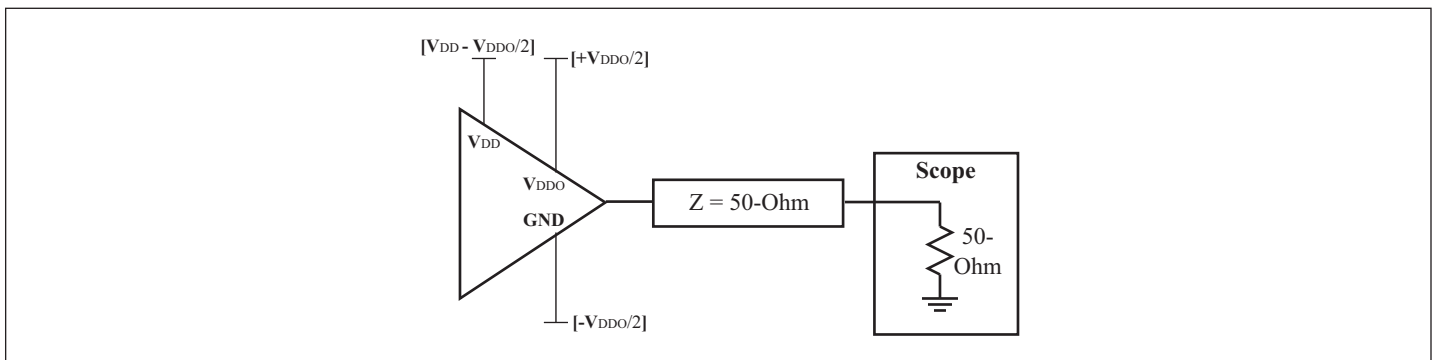 [VDD - VDDO/2]
[+VDDO/2]
VDD
VDDO
GND
[-VDDO/2]
Z = 50-Ohm
Scope
50-
Ohm